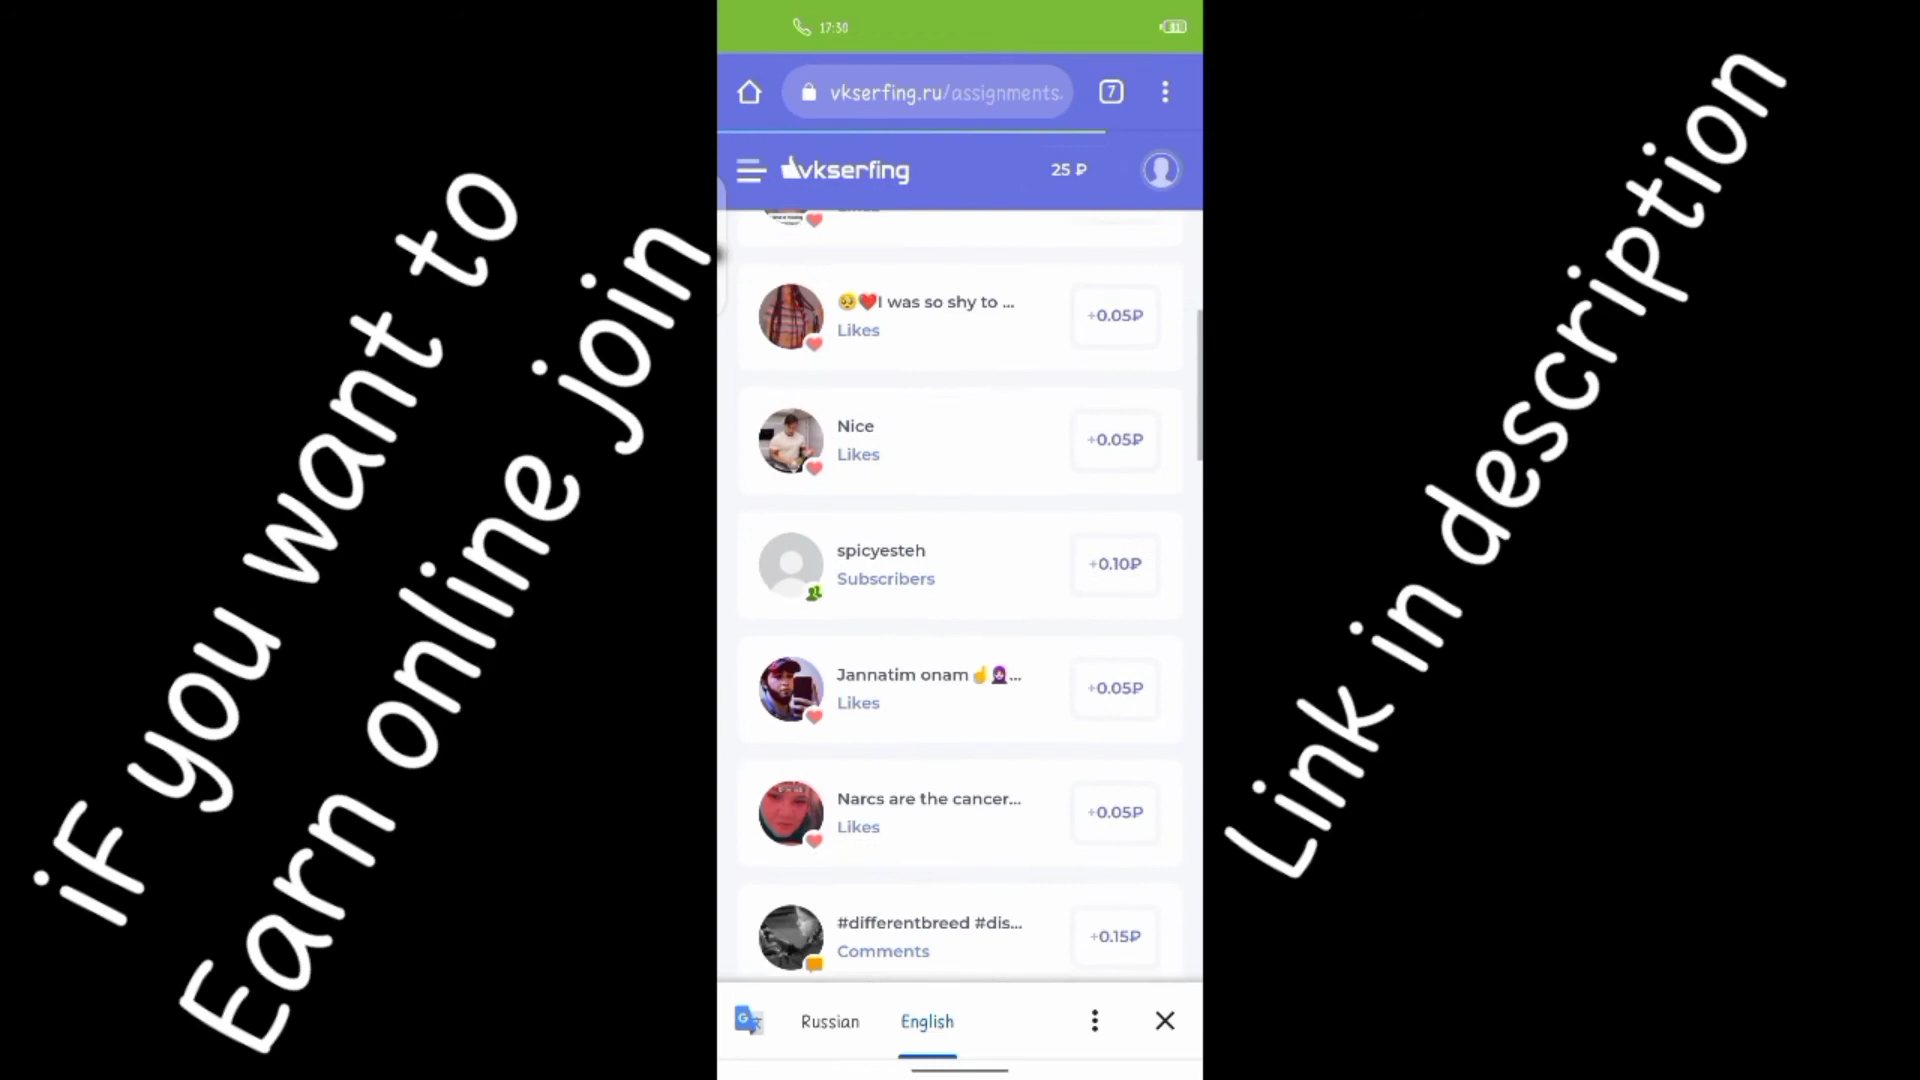 iF you want to
Earn online join
17:30
81
vkserfing.ru/assignments.
7
vkserfing
25 ₽
🥺❤️I was so shy to ...
Likes
+0.05₽
Nice
Likes
+0.05₽
spicyesteh
Subscribers
+0.10₽
Jannatim onam☝️🧕...
Likes
+0.05₽
Narcs are the cancer...
Likes
+0.05₽
#differentbreed #dis...
Comments
+0.15₽
Russian
English
Link in description